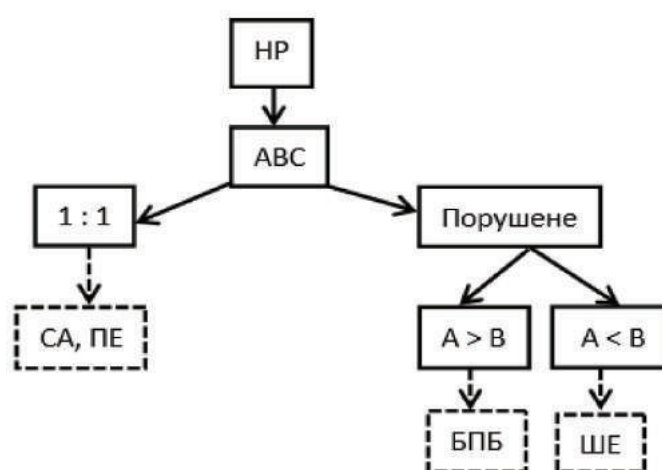 НР
АВС
1 : 1
Порушене
СА, ПЕ
А > В
А < В
БПБ
ШЕ